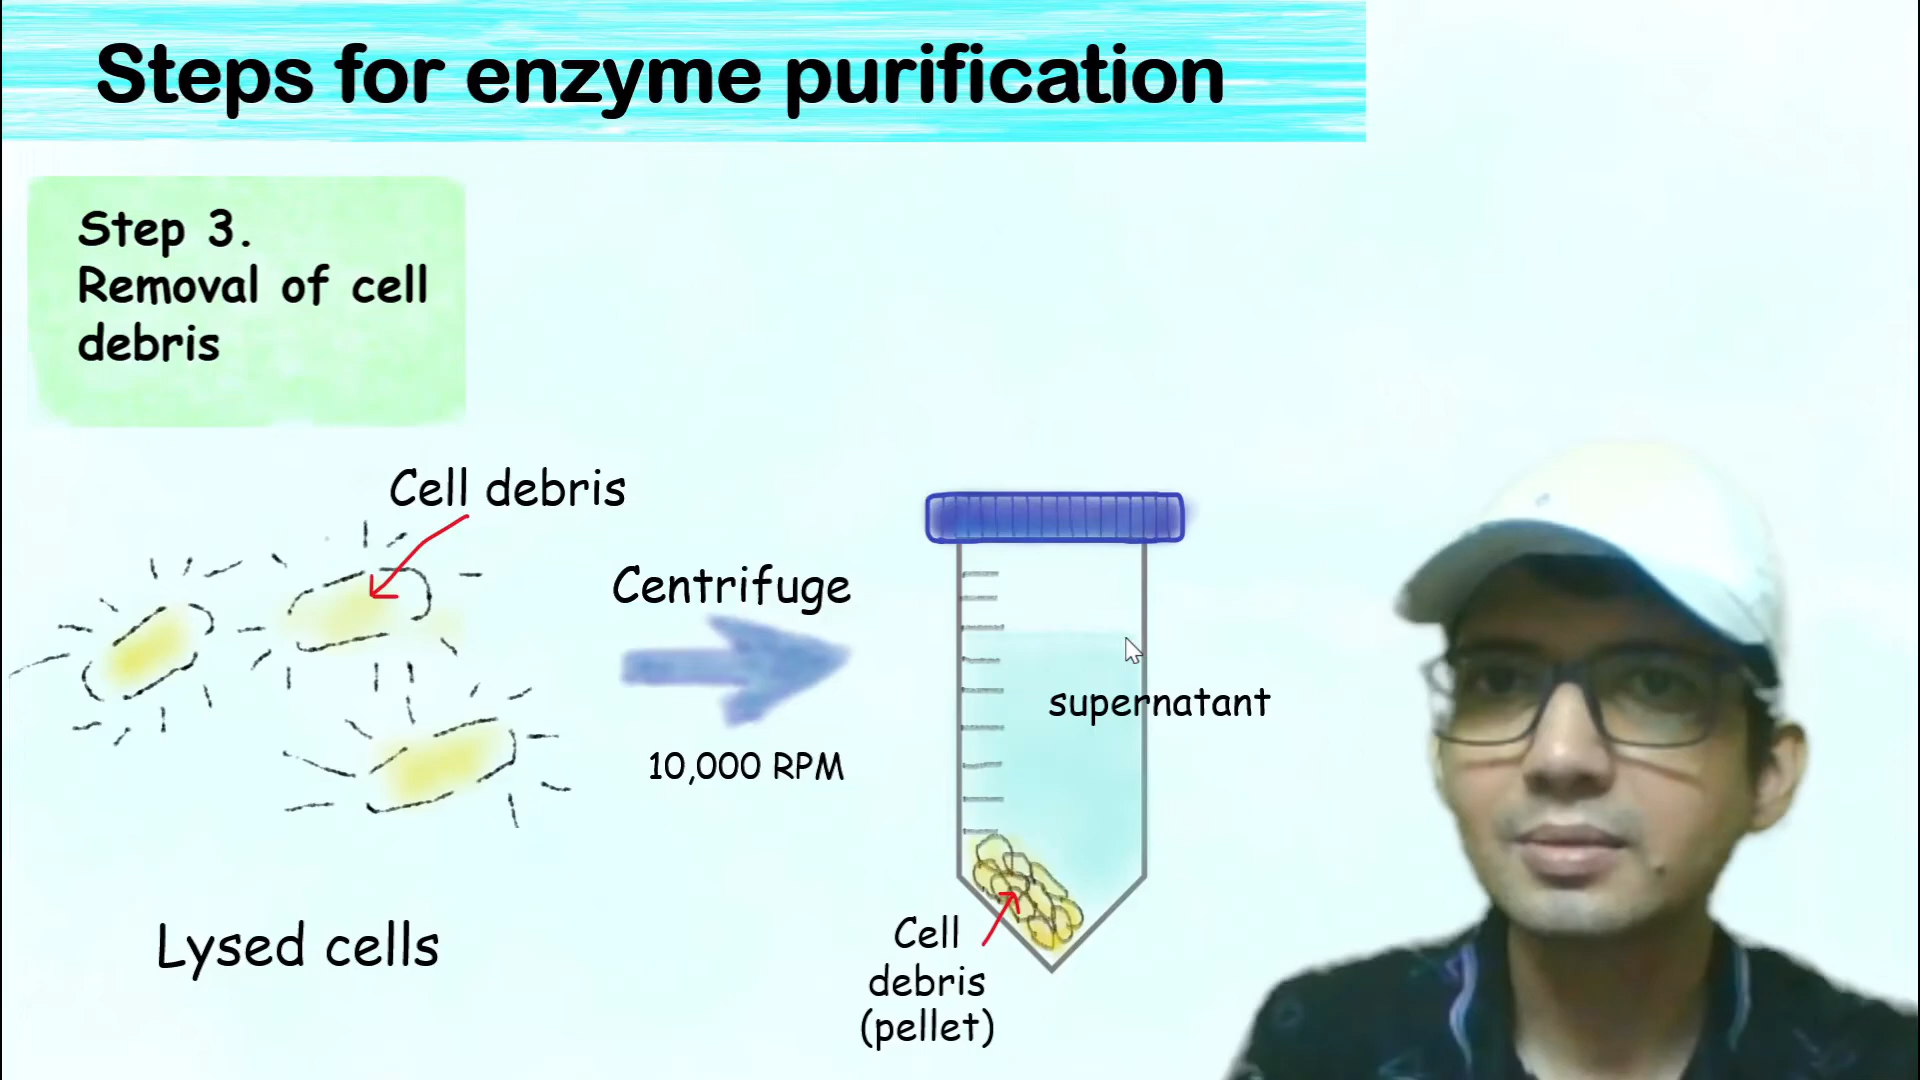 Steps for enzyme purification
Step 3.
Removal of cell
debris
Cell debris
Centrifuge
10,000 RPM
supernatant
Lysed cells
Cell
debris
(pellet)